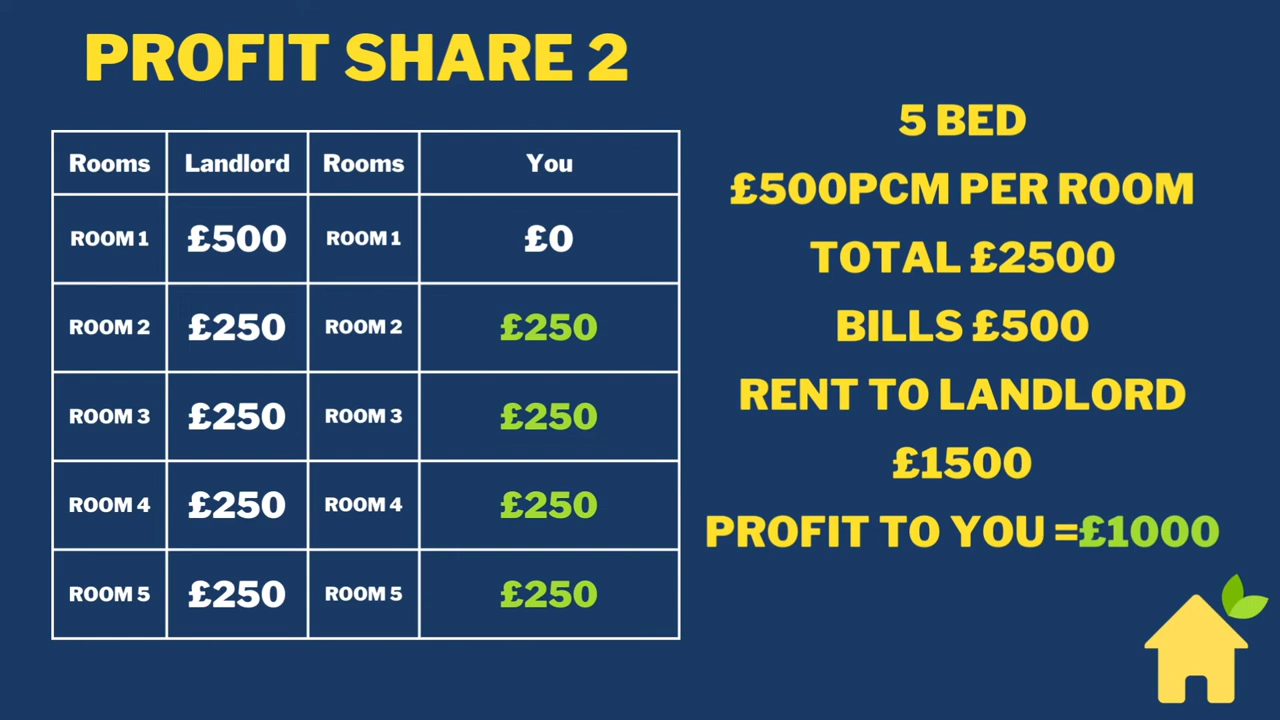 PROFIT SHARE 2
Rooms Landlord Rooms You
ROOM 1 £500 ROOM 1 £0
ROOM 2 £250 ROOM 2 £250
ROOM 3 £250 ROOM 3 £250
ROOM 4 £250 ROOM 4 £250
ROOM 5 £250 ROOM 5 £250
5 BED
£500PCM PER ROOM
TOTAL £2500
BILLS £500
RENT TO LANDLORD
£1500
PROFIT TO YOU =£1000